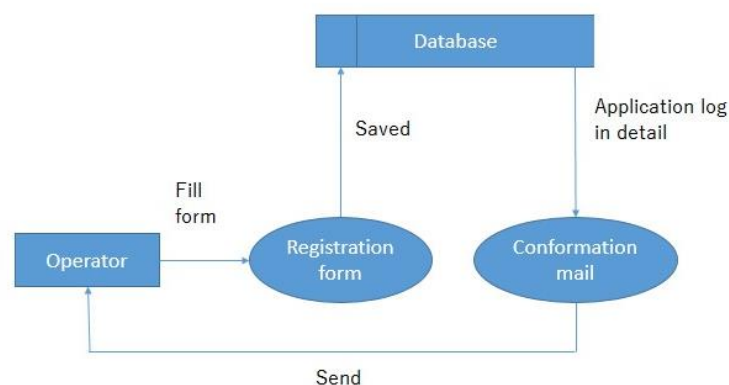 Database
Application log
in detail
Saved
Fill
form
Operator
Registration
form
Conformation
mail
Send